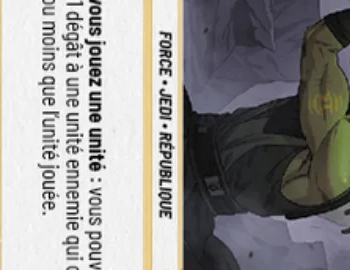 FORCE • JEDI • RÉPUBLIQUE
vous jouez une unité : vous
1 dégât à une unité ennemie qui
ou moins que l'unité jouée.